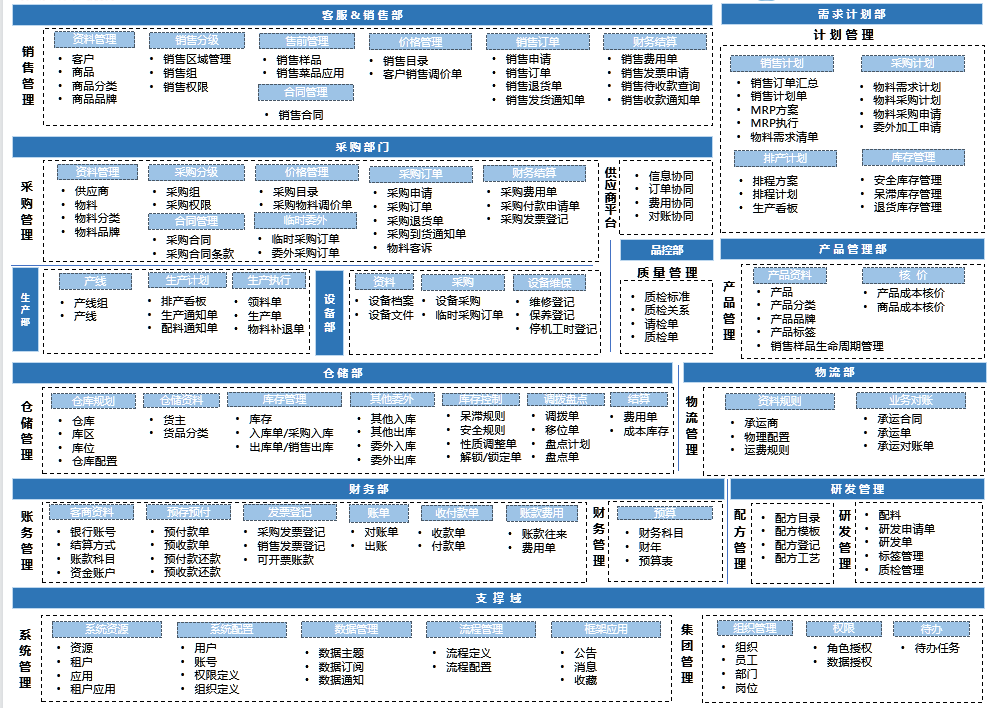 客服&销售部
销售管理
资料管理
客户
商品
商品分类
商品品牌
销售分级
销售区域管理
销售组
销售权限
售前管理
销售样品
销售菜品应用
合同管理
销售合同
价格管理
销售目录
客户销售调价单
销售订单
销售申请
销售订单
销售退货单
销售发货通知单
财务结算
销售费用单
销售发票申请
销售待收款查询
销售收款通知单
需求计划部
计划管理
销售计划
销售订单汇总
销售计划单
MRP方案
MRP执行
物料需求清单
采购计划
物料需求计划
物料采购计划
物料采购申请
委外加工申请
排产计划
排程方案
排程计划
生产看板
库存管理
安全库存管理
呆滞库存管理
退货库存管理
采购部门
采购管理
资料管理
供应商
物料
物料分类
物料品牌
采购分级
采购组
采购权限
合同管理
采购合同
采购合同条款
价格管理
采购目录
采购物料调价单
临时委外
临时采购订单
委外采购订单
采购订单
采购申请
采购订单
采购退货单
采购到货通知单
物料客诉
财务结算
采购费用单
采购付款申请单
采购发票登记
供应商平台
信息协同
订单协同
费用协同
对账协同
品控部
质量管理
质检标准
质检关系
请检单
质检单
产品管理部
产品管理
产品资料
产品
产品分类
产品品牌
产品标签
销售样品生命周期管理
核 价
产品成本核价
商品成本核价
生产部
产线
产线组
产线
生产计划
排产看板
生产通知单
配料通知单
生产执行
领料单
生产单
物料补退单
设备部
资料
设备档案
设备文件
采购
设备采购
临时采购订单
设备维保
维修登记
保养登记
停机工时登记
仓储部
仓储管理
仓库规划
仓库
库区
库位
仓库配置
仓储资料
货主
货品分类
库存管理
库存
入库单/采购入库
出库单/销售出库
其他委外
其他入库
其他出库
委外入库
委外出库
库存控制
呆滞规则
安全规则
性质调整单
解锁/锁定单
调拨盘点
调拨单
移位单
盘点计划
盘点单
结算
费用单
成本库存
物流部
物流管理
资料规则
承运商
物理配置
运费规则
业务对账
承运合同
承运单
承运对账单
财务部
账务管理
客商资料
银行账号
结算方式
账款科目
资金账户
预存预付
预付款单
预收款单
预付款还款
预收款还款
发票登记
采购发票登记
销售发票登记
可开票账款
账单
对账单
出账
收付款单
收款单
付款单
账款费用
账款往来
费用单
财务管理
预算
财务科目
财年
预算表
研发管理
配方管理
配方目录
配方模板
配方登记
配方工艺
研发管理
配料
研发申请单
研发单
标签管理
质检管理
支撑域
系统管理
系统资源
资源
租户
应用
租户应用
系统配置
用户
账号
权限定义
组织定义
数据管理
数据主题
数据订阅
数据通知
流程管理
流程定义
流程配置
框架应用
公告
消息
收藏
集团管理
组织管理
组织
员工
部门
岗位
权限
角色授权
数据授权
待办
待办任务